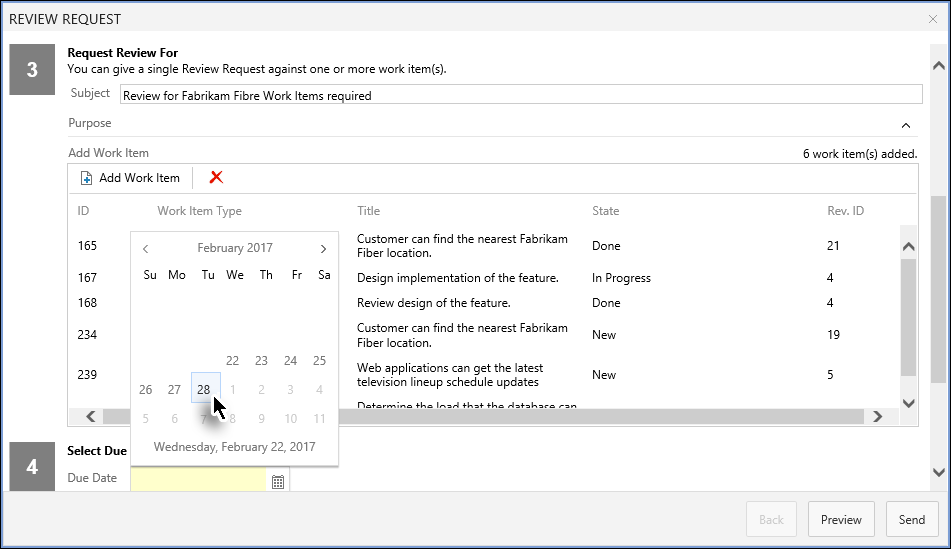 REVIEW REQUEST
3
Request Review For
You can give a single Review Request against one or more work item(s).
Subject
Review for Fabrikam Fibre Work Items required
Purpose
Add Work Item
6 work item(s) added.
Add Work Item
ID Work Item Type Title State Rev. ID
165 Customer can find the nearest Fabrikam Fiber location. Done 21
167 Design implementation of the feature. In Progress 4
168 Review design of the feature. Done 4
234 Customer can find the nearest Fabrikam Fiber location. New 19
239 Web applications can get the latest television lineup schedule updates New 5
Determine the load that the database can
February 2017
Su Mo Tu We Th Fr Sa
22 23 24 25
26 27 28 1 2 3 4
5 6 7 8 9 10 11
Wednesday, February 22, 2017
4
Select Due
Due Date
Back Preview Send